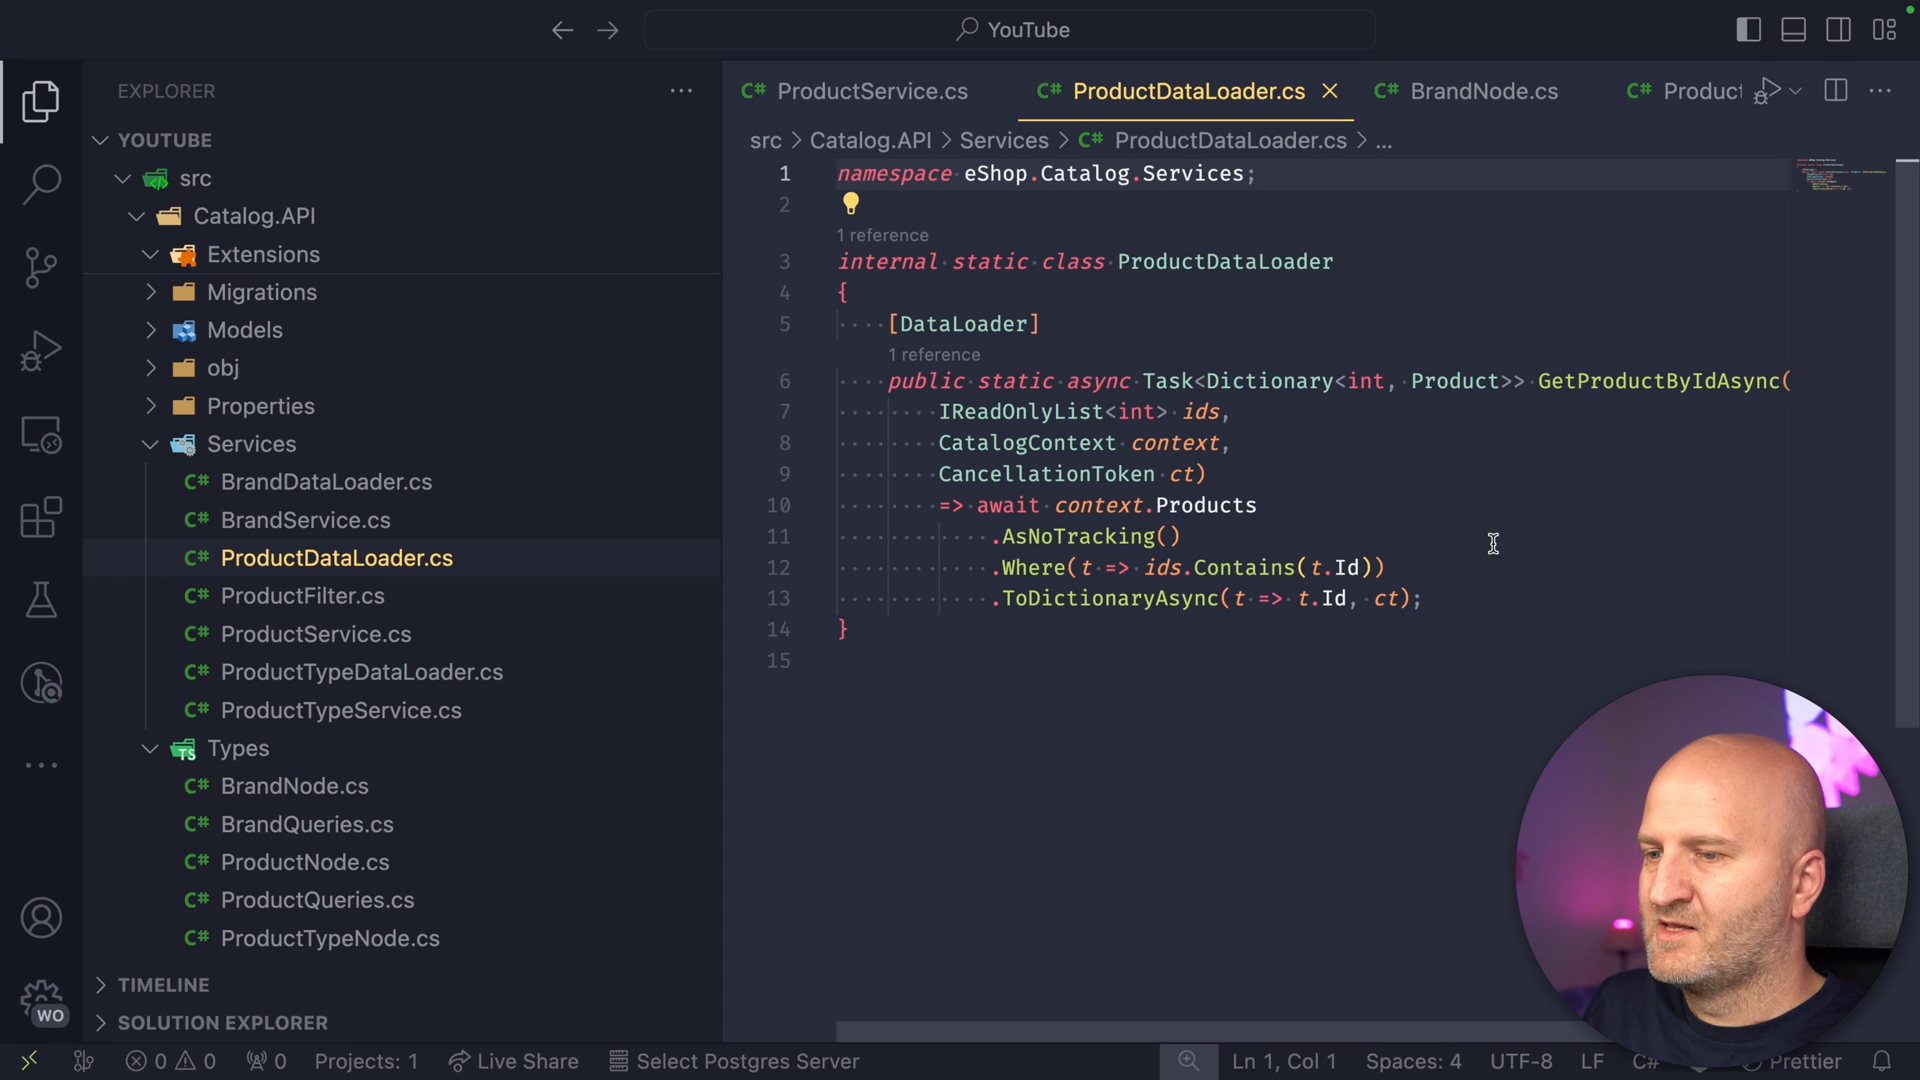 YouTube
EXPLORER
YOUTUBE
src
Catalog.API
Extensions
Migrations
Models
obj
Properties
Services
C# BrandDataLoader.cs
C# BrandService.cs
C# ProductDataLoader.cs
C# ProductFilter.cs
C# ProductService.cs
C# ProductTypeDataLoader.cs
C# ProductTypeService.cs
TS Types
C# BrandNode.cs
C# BrandQueries.cs
C# ProductNode.cs
C# ProductQueries.cs
C# ProductTypeNode.cs
TIMELINE
SOLUTION EXPLORER
WO
C# ProductService.cs C# ProductDataLoader.cs C# BrandNode.cs C# Product
src > Catalog.API > Services > C# ProductDataLoader.cs > ...
1 namespace eShop.Catalog.Services;
2
1 reference
3 internal static class ProductDataLoader
4 {
5 [DataLoader]
1 reference
6 public static async Task<Dictionary<int, Product>> GetProductByIdAsync(
7 IReadOnlyList<int> ids,
8 CatalogContext context,
9 CancellationToken ct)
10 => await context.Products
11 .AsNoTracking()
12 .Where(t => ids.Contains(t.Id))
13 .ToDictionaryAsync(t => t.Id, ct);
14 }
15
0 0 0 Projects: 1 Live Share Select Postgres Server Ln 1, Col 1 Spaces: 4 UTF-8 LF C# Prettier